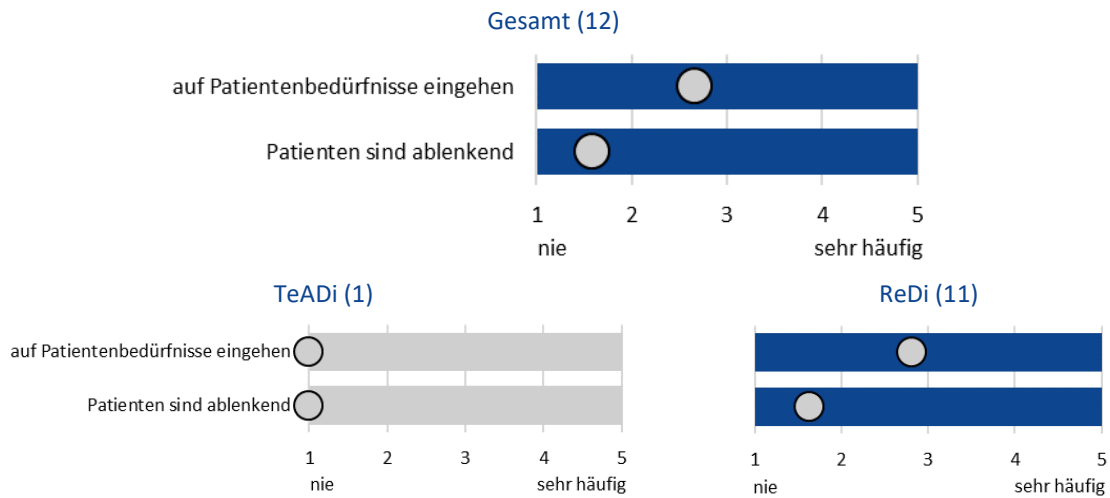 Gesamt (12)
auf Patientenbedürfnisse eingehen
Patienten sind ablenkend
1 2 3 4 5
nie sehr häufig
TeADi (1)
auf Patientenbedürfnisse eingehen
Patienten sind ablenkend
1 2 3 4 5
nie sehr häufig
ReDi (11)
1 2 3 4 5
nie sehr häufig